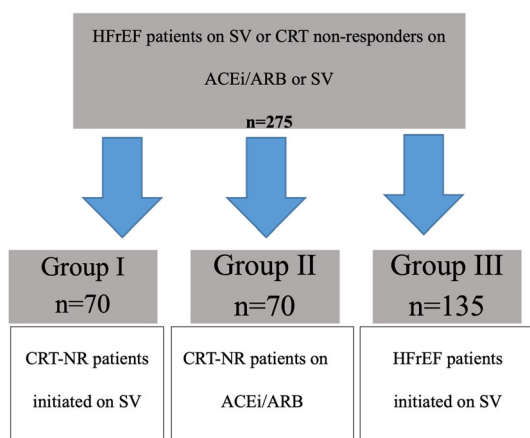 HFrEF patients on SV or CRT non-responders on
ACEi/ARB or SV
n=275
Group I
n=70
CRT-NR patients
initiated on SV
Group II
n=70
CRT-NR patients on
ACEi/ARB
Group III
n=135
HFrEF patients
initiated on SV